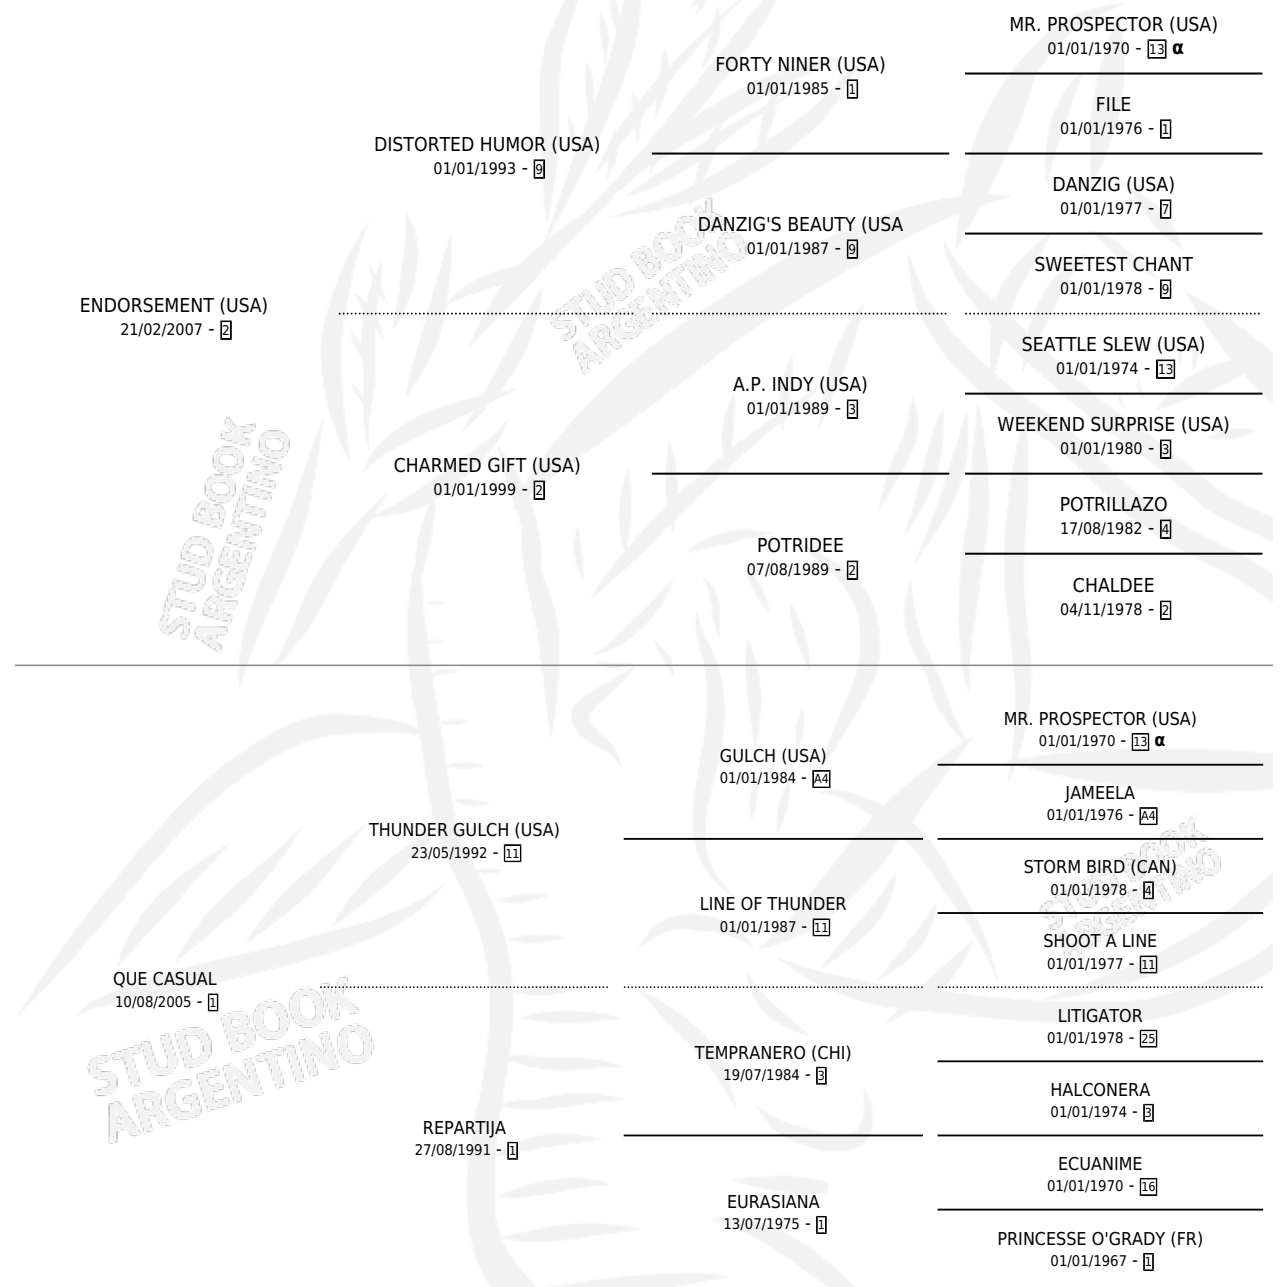 MR. PROSPECTOR (USA)
01/01/1970 - 13 α
FORTY NINER (USA)
01/01/1985 - 1
FILE
01/01/1976 - 1
DISTORTED HUMOR (USA)
01/01/1993 - 9
DANZIG (USA)
01/01/1977 - 7
DANZIG'S BEAUTY (USA
01/01/1987 - 9
SWEETEST CHANT
01/01/1978 - 9
ENDORSEMENT (USA)
21/02/2007 - 2
SEATTLE SLEW (USA)
01/01/1974 - 13
A.P. INDY (USA)
01/01/1989 - 3
WEEKEND SURPRISE (USA)
01/01/1980 - 3
CHARMED GIFT (USA)
01/01/1999 - 2
POTRILLAZO
17/08/1982 - 4
POTRIDEE
07/08/1989 - 2
CHALDEE
04/11/1978 - 2
MR. PROSPECTOR (USA)
01/01/1970 - 13 α
GULCH (USA)
01/01/1984 - A4
JAMEELA
01/01/1976 - A4
THUNDER GULCH (USA)
23/05/1992 - 11
STORM BIRD (CAN)
01/01/1978 - 4
LINE OF THUNDER
01/01/1987 - 11
SHOOT A LINE
01/01/1977 - 11
QUE CASUAL
10/08/2005 - 1
LITIGATOR
01/01/1978 - 25
TEMPRANERO (CHI)
19/07/1984 - 3
HALCONERA
01/01/1974 - 3
REPARTIJA
27/08/1991 - 1
ECUANIME
01/01/1970 - 16
EURASIANA
13/07/1975 - 1
PRINCESSE O'GRADY (FR)
01/01/1967 - 1
STUD BOOK
ARGENTINO
STUD BOOK
ARGENTINO
STUD BOOK
ARGENTINO
STUD BOOK
ARGENTINO